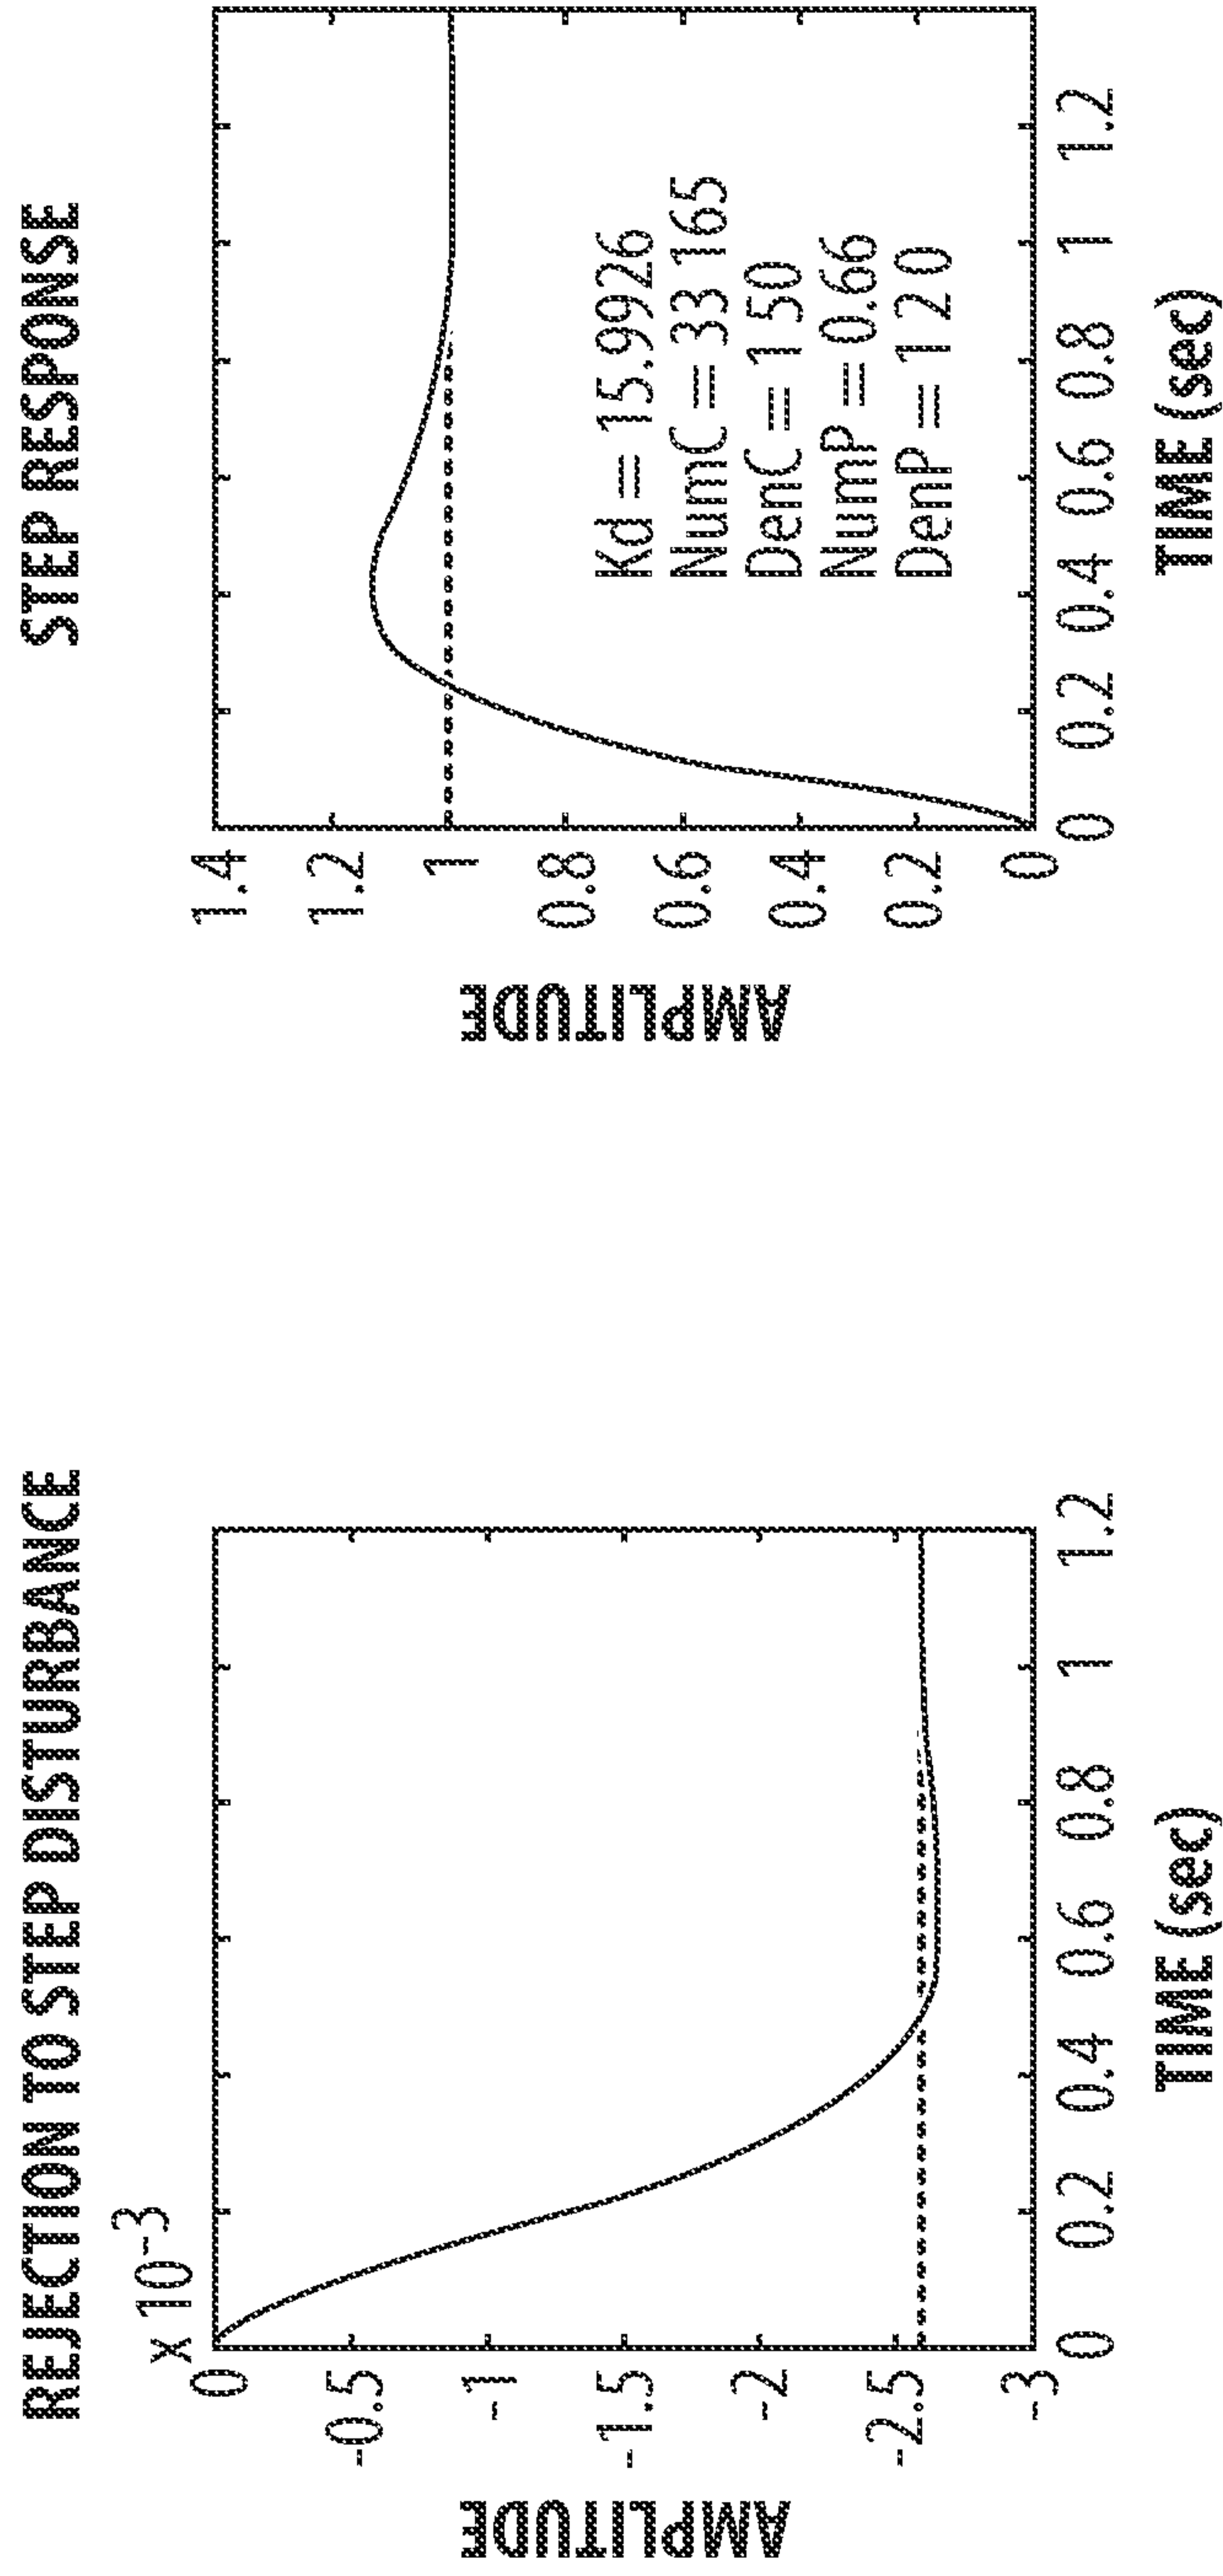 REJECTION TO STEP DISTURBANCE
x 10-3
0
-0.5
-1
-1.5
-2
-2.5
-3
AMPLITUDE
0 0.2 0.4 0.6 0.8 1 1.2
TIME (sec)
STEP RESPONSE
1.4
1.2
1
0.8
0.6
0.4
0.2
0
AMPLITUDE
Kd = 15.9926
NumC = 33 165
DenC = 1 50
NumP = 0.66
DenP = 1 2 0
0 0.2 0.4 0.6 0.8 1 1.2
TIME (sec)